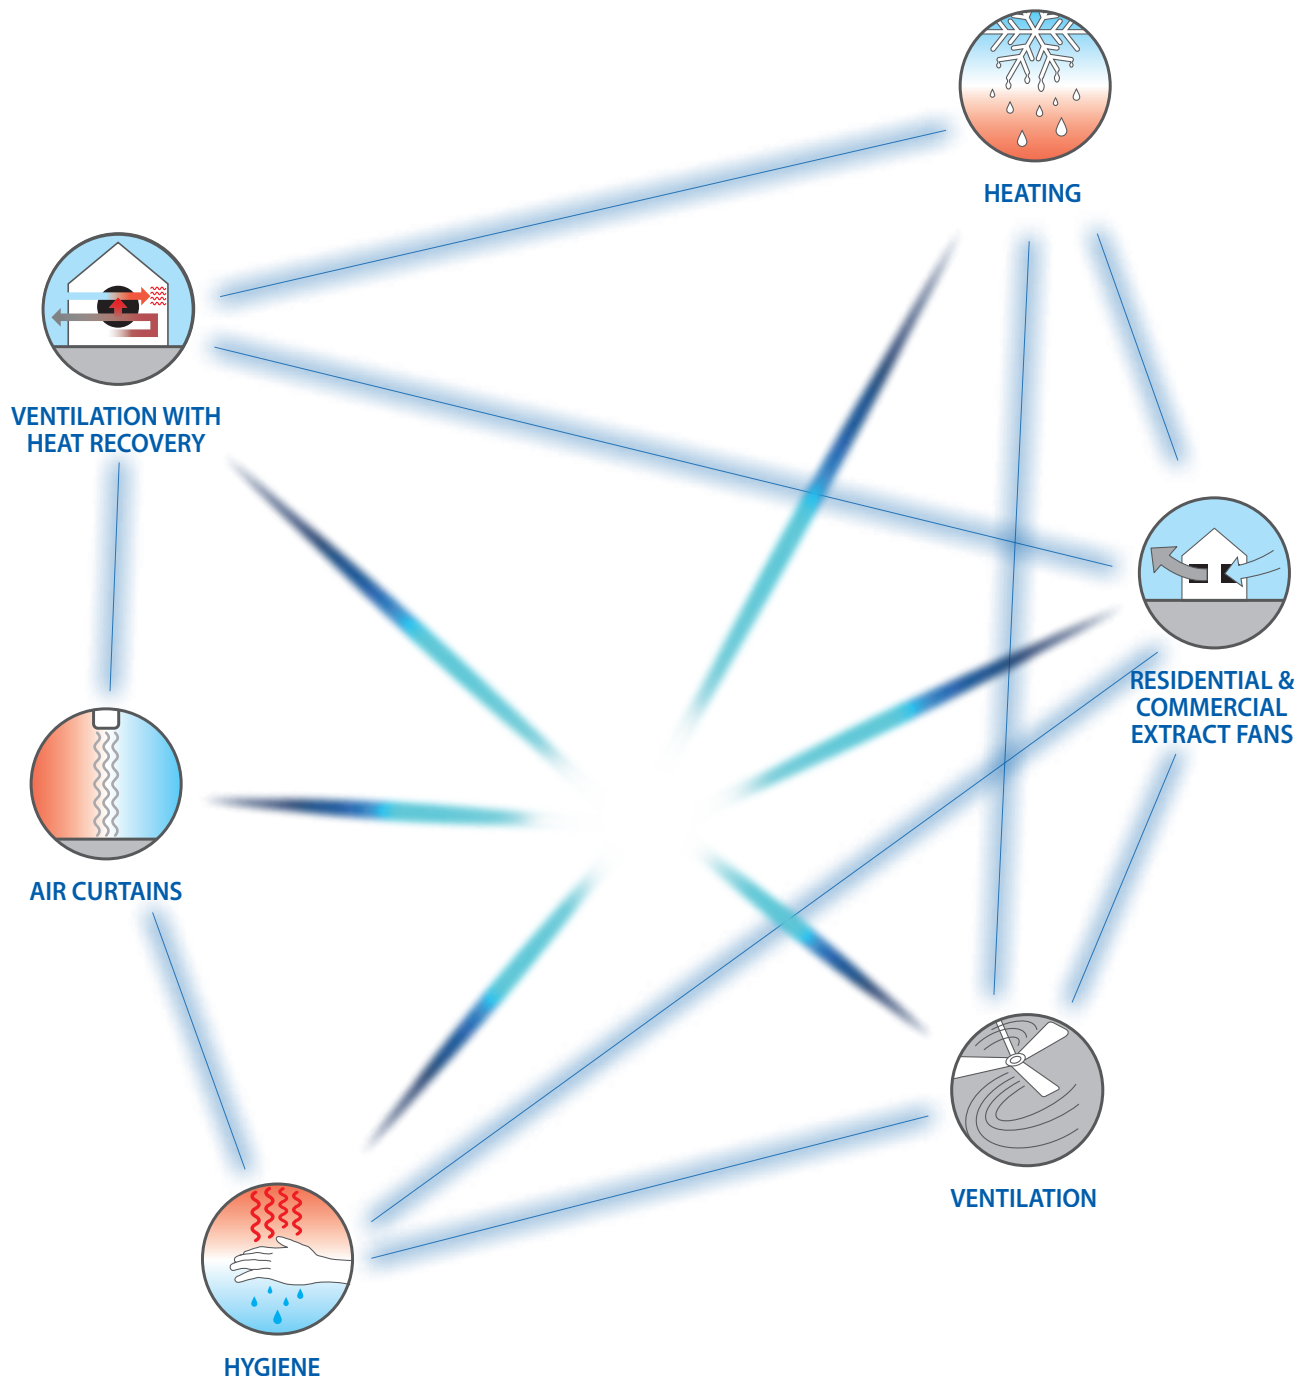 HEATING
VENTILATION WITH
HEAT RECOVERY
RESIDENTIAL &
COMMERCIAL
EXTRACT FANS
AIR CURTAINS
VENTILATION
HYGIENE